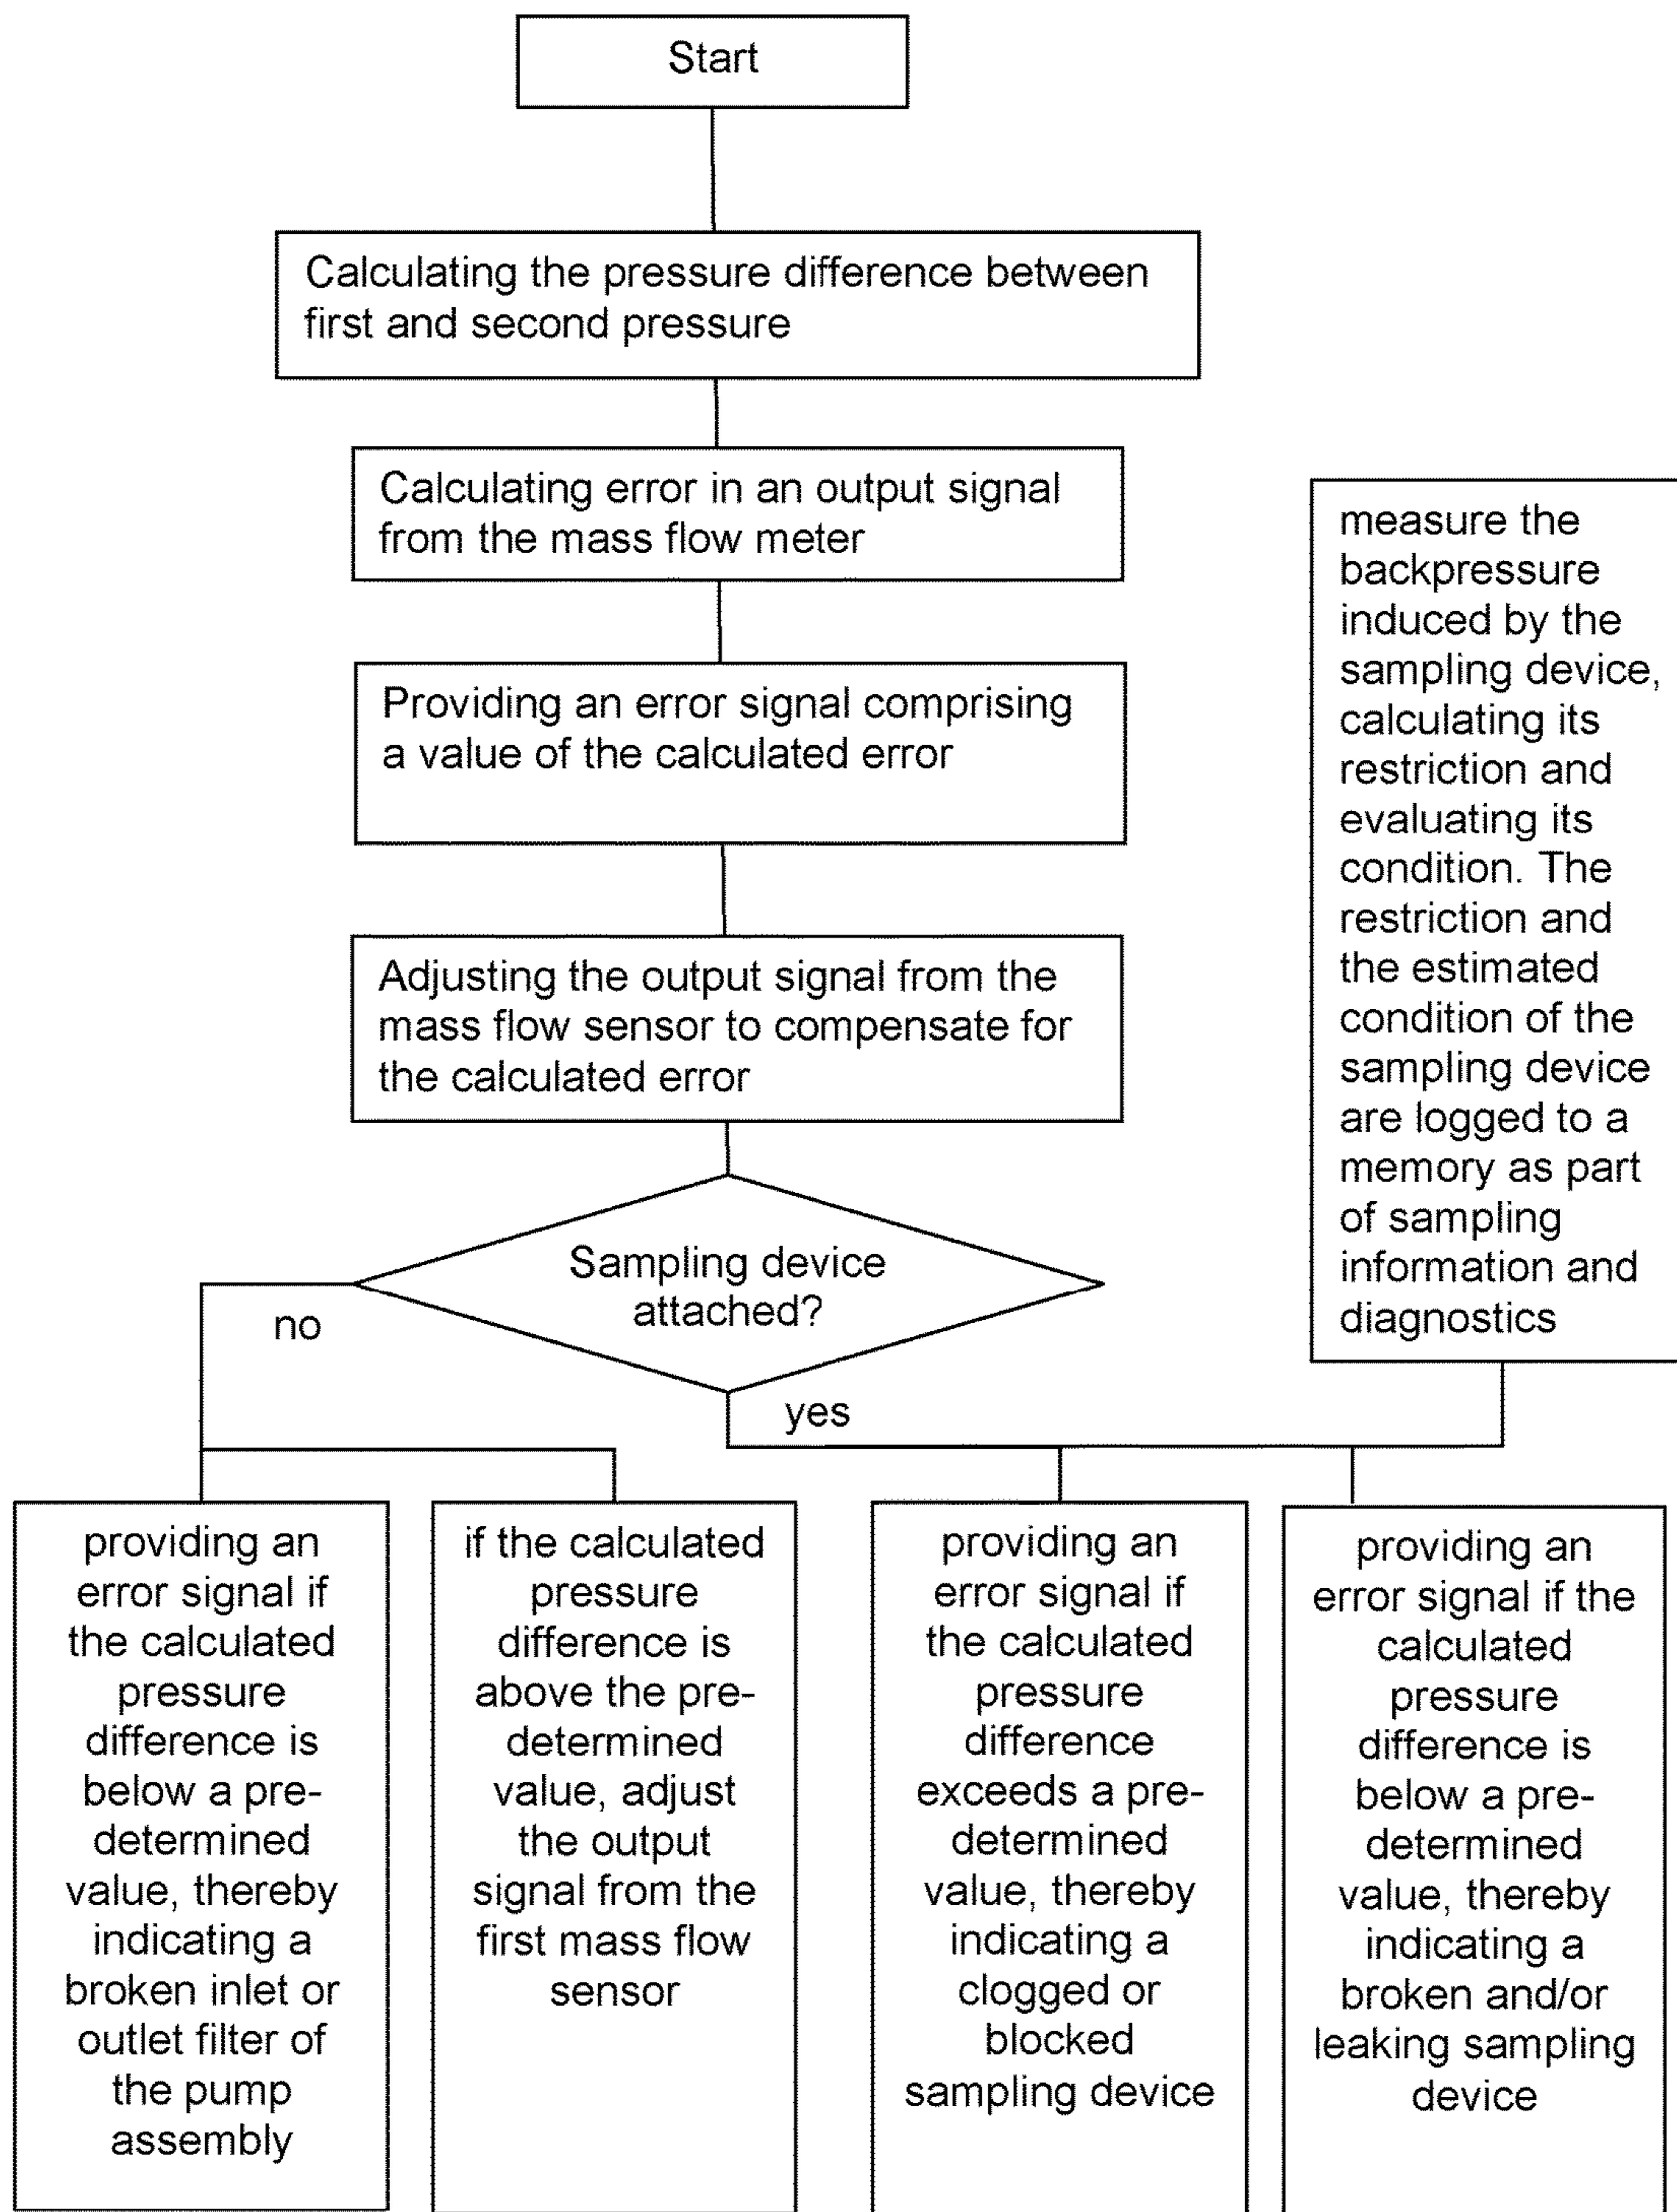 Start
Calculating the pressure difference between
first and second pressure
Calculating error in an output signal
from the mass flow meter
Providing an error signal comprising
a value of the calculated error
Adjusting the output signal from the
mass flow sensor to compensate for
the calculated error
measure the
backpressure
induced by the
sampling device,
calculating its
restriction and
evaluating its
condition. The
restriction and
the estimated
condition of the
sampling device
are logged to a
memory as part
of sampling
information and
diagnostics
Sampling device
attached?
no
yes
providing an
error signal if
the calculated
pressure
difference is
below a pre-
determined
value, thereby
indicating a
broken inlet or
outlet filter of
the pump
assembly
if the calculated
pressure
difference is
above the pre-
determined
value, adjust
the output
signal from the
first mass flow
sensor
providing an
error signal if
the calculated
pressure
difference
exceeds a pre-
determined
value, thereby
indicating a
clogged or
blocked
sampling device
providing an
error signal if the
calculated
pressure
difference is
below a pre-
determined
value, thereby
indicating a
broken and/or
leaking sampling
device